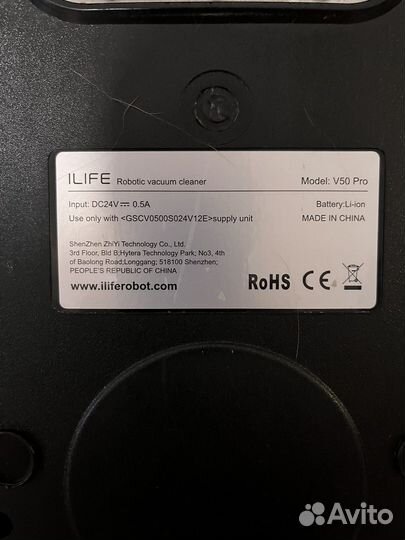 ILIFE Robotic vacuum cleaner Model: V50 Pro
Input: DC24V⎓0.5A Battery:Li-ion
Use only with <GSCV0500S024V12E>supply unit MADE IN CHINA
ShenZhen ZhiYi Technology Co., Ltd.
3rd Floor, Bld B;Hytera Technology Park; No3, 4th
of Baolong Road;Longgang; 518100 Shenzhen;
PEOPLE'S REPUBLIC OF CHINA
www.iliferobot.com RoHS CE
Avito